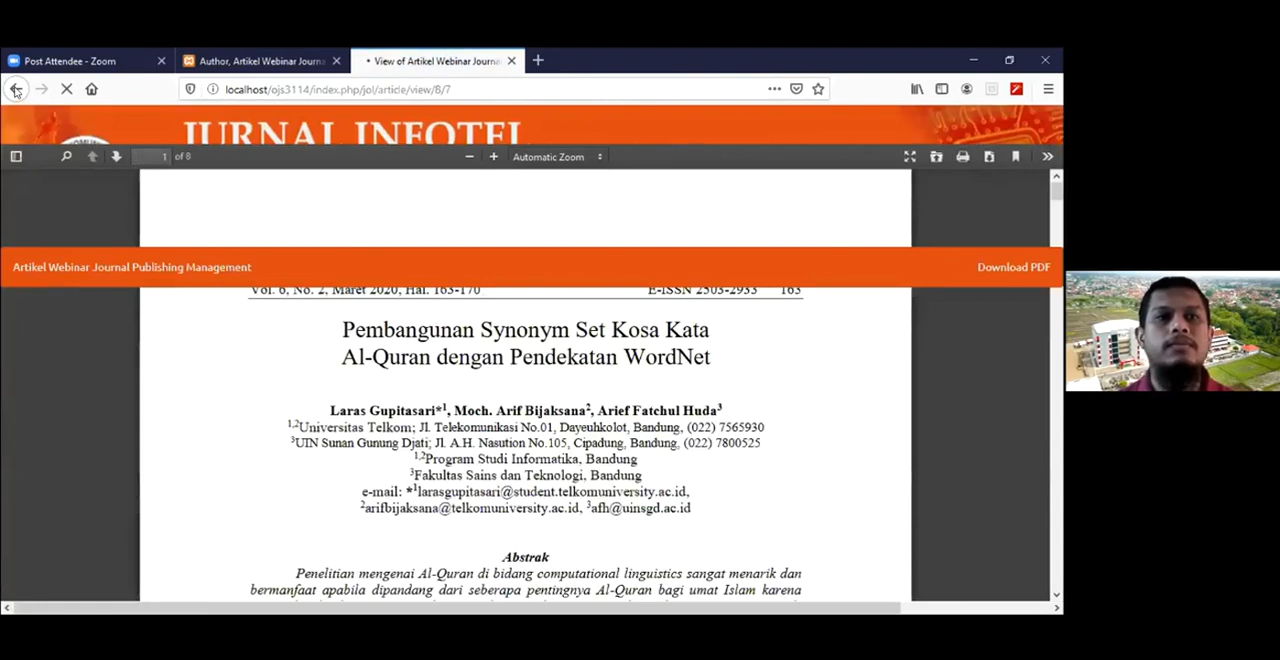 Post Attendee - Zoom
Author, Artikel Webinar Journa
View of Artikel Webinar Journa
localhost/ojs3114/index.php/jol/article/view/8/7
JURNAL INFOTEL
1 of 8
Automatic Zoom
Artikel Webinar Journal Publishing Management
Download PDF
Vol. 6, No. 2, Maret 2020, Hal. 163-170
E-ISSN 2503-2933
163
Pembangunan Synonym Set Kosa Kata
Al-Quran dengan Pendekatan WordNet
Laras Gupitasari*1, Moch. Arif Bijaksana2, Arief Fatchul Huda3
1,2Universitas Telkom; Jl. Telekomunikasi No.01, Dayeuhkolot, Bandung, (022) 7565930
3UIN Sunan Gunung Djati; Jl. A.H. Nasution No.105, Cipadung, Bandung, (022) 7800525
1,2Program Studi Informatika, Bandung
3Fakultas Sains dan Teknologi, Bandung
e-mail: *1larasgupitasari@student.telkomuniversity.ac.id,
2arifbijaksana@telkomuniversity.ac.id, 3afh@uinsgd.ac.id
Abstrak
Penelitian mengenai Al-Quran di bidang computational linguistics sangat menarik dan
bermanfaat apabila dipandang dari seberapa pentingnya Al-Quran bagi umat Islam karena